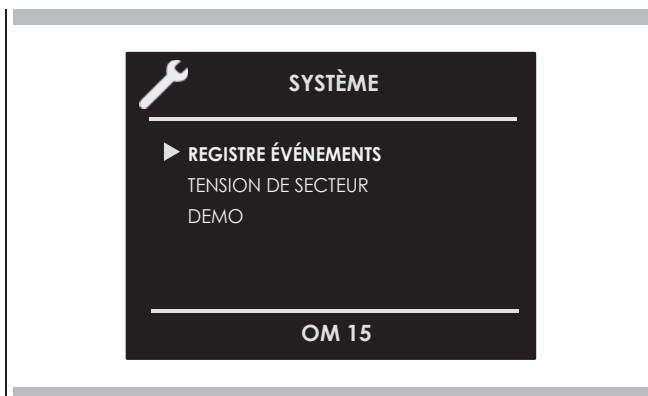 SYSTÈME
REGISTRE ÉVÉNEMENTS
TENSION DE SECTEUR
DEMO
OM 15